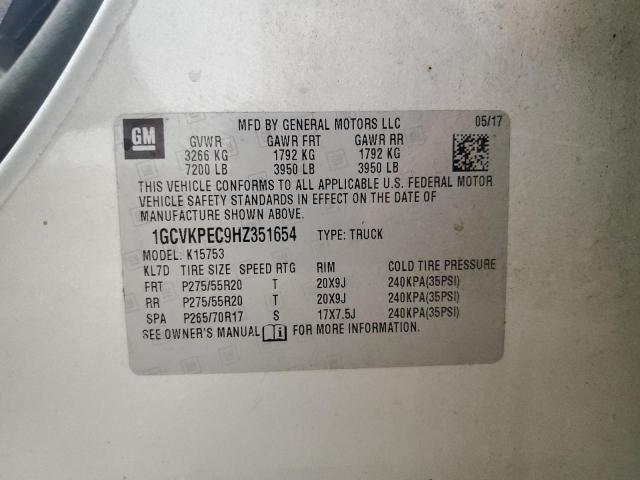 GM
MFD BY GENERAL MOTORS LLC 05/17
GVWR GAWR FRT GAWR RR
3266 KG 1792 KG 1792 KG
7200 LB 3950 LB 3950 LB
THIS VEHICLE CONFORMS TO ALL APPLICABLE U.S. FEDERAL MOTOR
VEHICLE SAFETY STANDARDS IN EFFECT ON THE DATE OF
MANUFACTURE SHOWN ABOVE.
1GCVKPEC9HZ351654 TYPE: TRUCK
MODEL: K15753
KL7D TIRE SIZE SPEED RTG RIM COLD TIRE PRESSURE
FRT P275/55R20 T 20X9J 240KPA(35PSI)
RR P275/55R20 T 20X9J 240KPA(35PSI)
SPA P265/70R17 S 17X7.5J 240KPA(35PSI)
SEE OWNER'S MANUAL FOR MORE INFORMATION.